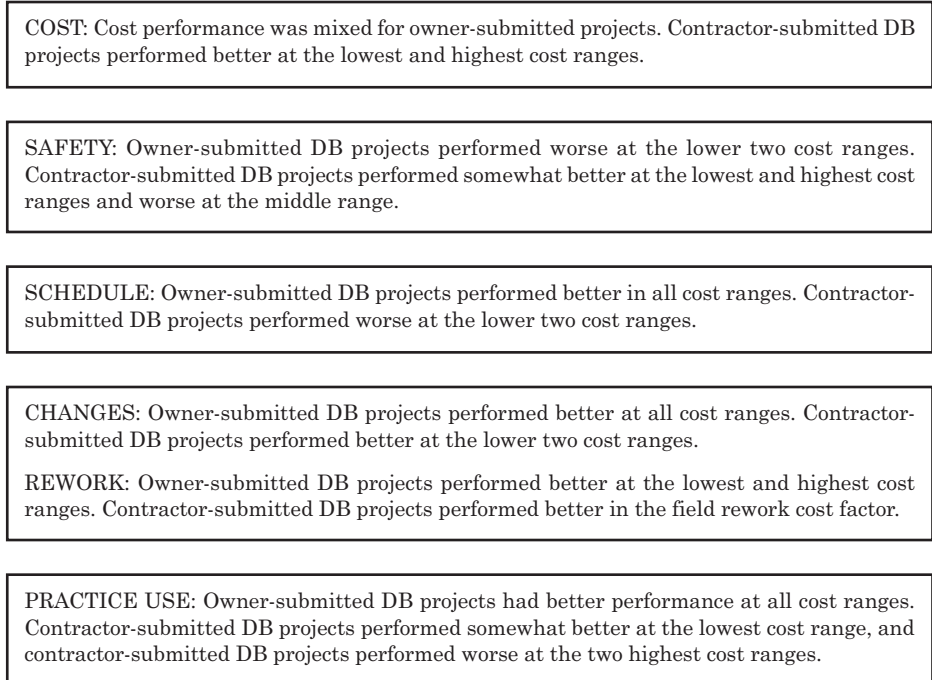 COST: Cost performance was mixed for owner-submitted projects. Contractor-submitted DB
projects performed better at the lowest and highest cost ranges.
SAFETY: Owner-submitted DB projects performed worse at the lower two cost ranges.
Contractor-submitted DB projects performed somewhat better at the lowest and highest cost
ranges and worse at the middle range.
SCHEDULE: Owner-submitted DB projects performed better in all cost ranges. Contractor-
submitted DB projects performed worse at the lower two cost ranges.
CHANGES: Owner-submitted DB projects performed better at all cost ranges. Contractor-
submitted DB projects performed better at the lower two cost ranges.
REWORK: Owner-submitted DB projects performed better at the lowest and highest cost
ranges. Contractor-submitted DB projects performed better in the field rework cost factor.
PRACTICE USE: Owner-submitted DB projects had better performance at all cost ranges.
Contractor-submitted DB projects performed somewhat better at the lowest cost range, and
contractor-submitted DB projects performed worse at the two highest cost ranges.